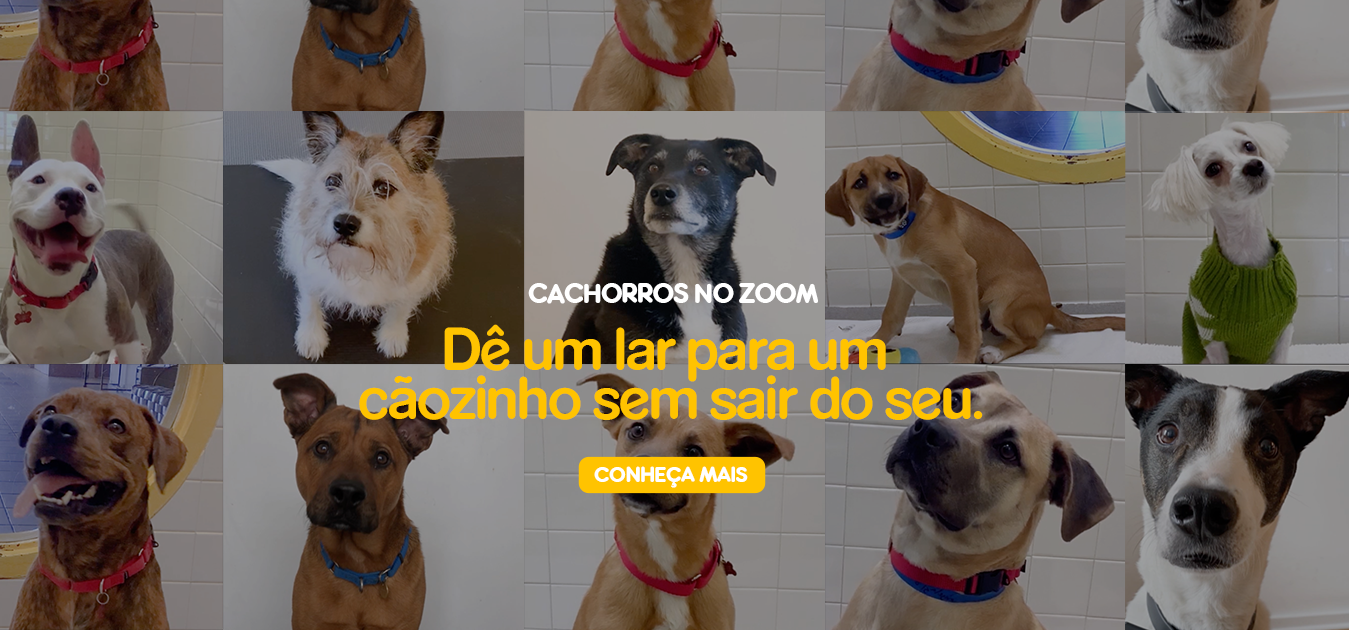 CACHORROS NO ZOOM
Dê um lar para um
cãozinho sem sair do seu.
CONHEÇA MAIS